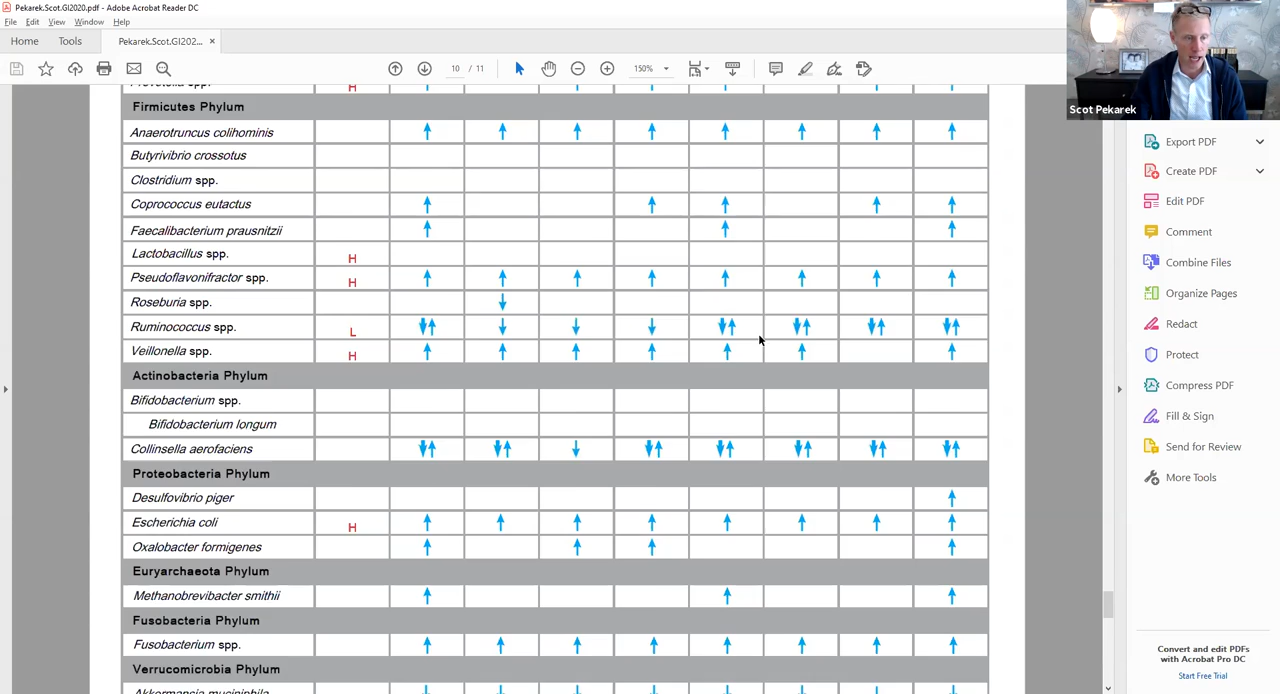 Pekarek.Scot.GI2020.pdf - Adobe Acrobat Reader DC
File Edit View Window Help
Home Tools Pekarek.Scot.GI202... ×
10 / 11 150%
Scot Pekarek
Prevotella spp. H
Firmicutes Phylum
Anaerotruncus colihominis
Butyrivibrio crossotus
Clostridium spp.
Coprococcus eutactus
Faecalibacterium prausnitzii
Lactobacillus spp. H
Pseudoflavonifractor spp. H
Roseburia spp.
Ruminococcus spp. L
Veillonella spp. H
Actinobacteria Phylum
Bifidobacterium spp.
Bifidobacterium longum
Collinsella aerofaciens
Proteobacteria Phylum
Desulfovibrio piger
Escherichia coli H
Oxalobacter formigenes
Euryarchaeota Phylum
Methanobrevibacter smithii
Fusobacteria Phylum
Fusobacterium spp.
Verrucomicrobia Phylum
Akkermansia muciniphila
Export PDF
Create PDF
Edit PDF
Comment
Combine Files
Organize Pages
Redact
Protect
Compress PDF
Fill & Sign
Send for Review
More Tools
Convert and edit PDFs
with Acrobat Pro DC
Start Free Trial